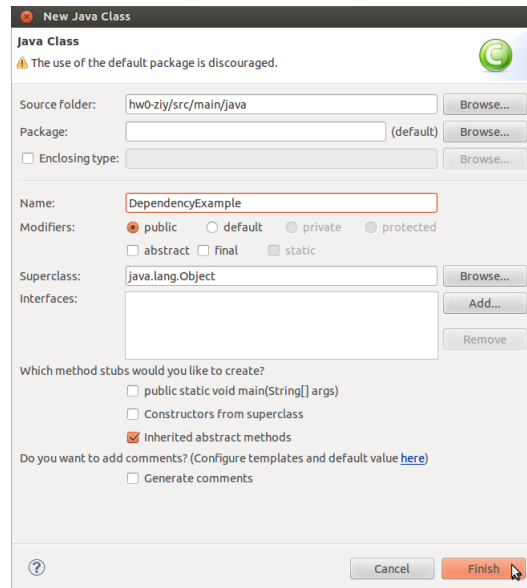 New Java Class
Java Class
The use of the default package is discouraged.
Source folder: hw0-ziy/src/main/java Browse...
Package: (default) Browse...
Enclosing type: Browse...
Name: DependencyExample
Modifiers: public default private protected
abstract final static
Superclass: java.lang.Object Browse...
Interfaces: Add...
Remove
Which method stubs would you like to create?
public static void main(String[] args)
Constructors from superclass
Inherited abstract methods
Do you want to add comments? (Configure templates and default value here)
Generate comments
? Cancel Finish